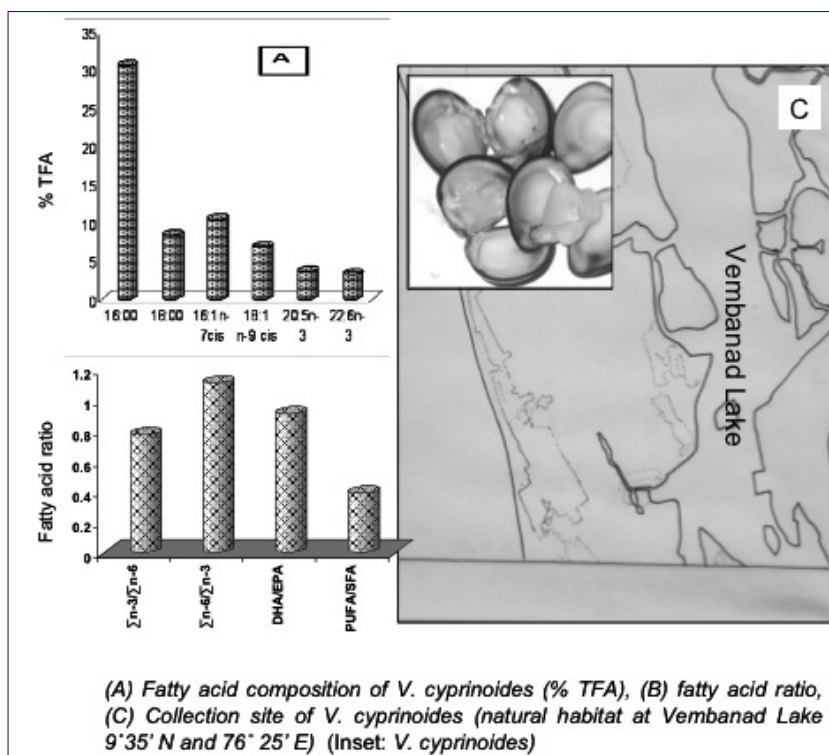 35
30
25
20
15
10
5
0
% TFA
A
16:00 18:00 16:1n-7cis 18:1 n-9 cis 20:5n-3 22:6n-3
1.2
1
0.8
0.6
0.4
0.2
0
Fatty acid ratio
∑n-3/∑n-6
∑n-6/∑n-3
DHA/EPA
PUFA/SFA
C
Vembanad Lake
(A) Fatty acid composition of V. cyprinoides (% TFA), (B) fatty acid ratio,
(C) Collection site of V. cyprinoides (natural habitat at Vembanad Lake
9˚35' N and 76˚ 25' E) (Inset: V. cyprinoides)